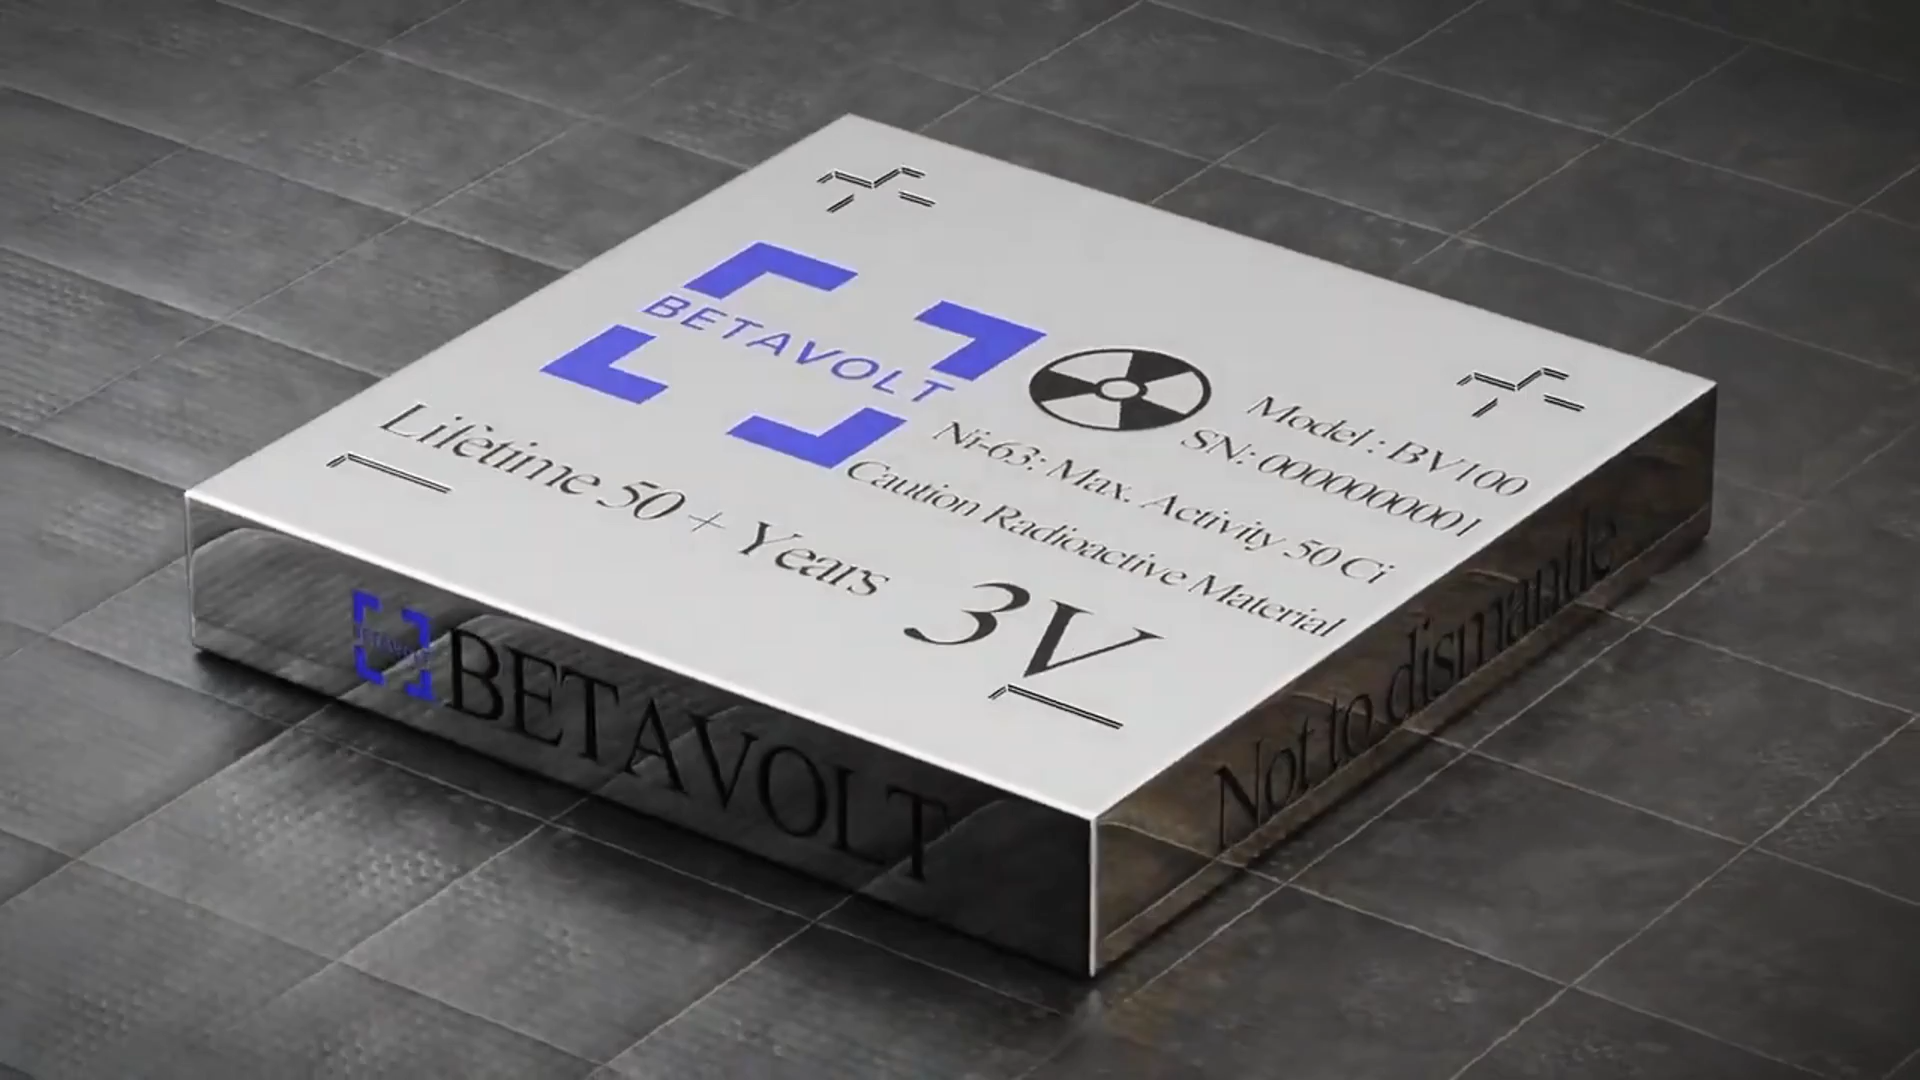 BETAVOLT
Model : BV100
SN: 000000001
Ni-63: Max. Activity 50 Ci
Caution Radioactive Material
Lifetime 50 + Years
3V
BETAVOLT
BETAVOLT
Not to dismantle